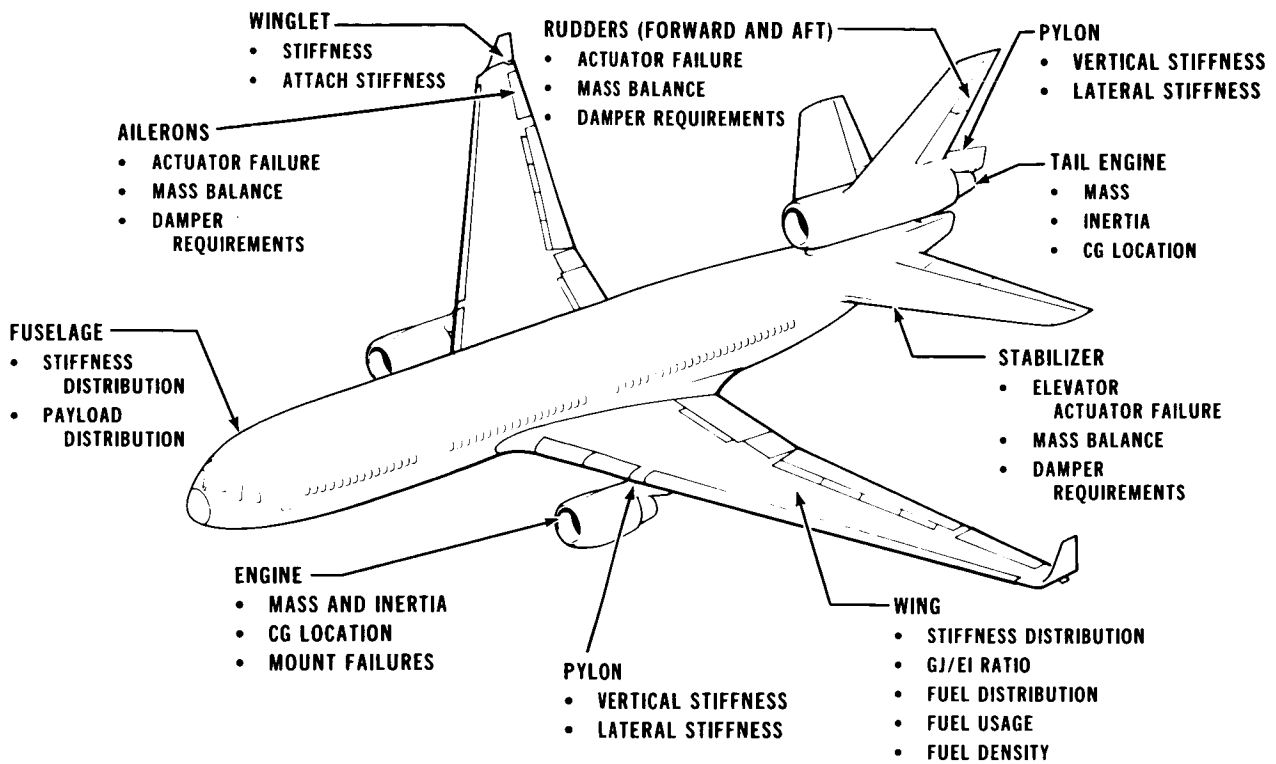 WINGLET
• STIFFNESS
• ATTACH STIFFNESS
RUDDERS (FORWARD AND AFT)
• ACTUATOR FAILURE
• MASS BALANCE
• DAMPER REQUIREMENTS
PYLON
• VERTICAL STIFFNESS
• LATERAL STIFFNESS
AILERONS
• ACTUATOR FAILURE
• MASS BALANCE
• DAMPER
REQUIREMENTS
TAIL ENGINE
• MASS
• INERTIA
• CG LOCATION
FUSELAGE
• STIFFNESS
DISTRIBUTION
• PAYLOAD
DISTRIBUTION
STABILIZER
• ELEVATOR
ACTUATOR FAILURE
• MASS BALANCE
• DAMPER
REQUIREMENTS
ENGINE
• MASS AND INERTIA
• CG LOCATION
• MOUNT FAILURES
PYLON
• VERTICAL STIFFNESS
• LATERAL STIFFNESS
WING
• STIFFNESS DISTRIBUTION
• GJ/EI RATIO
• FUEL DISTRIBUTION
• FUEL USAGE
• FUEL DENSITY